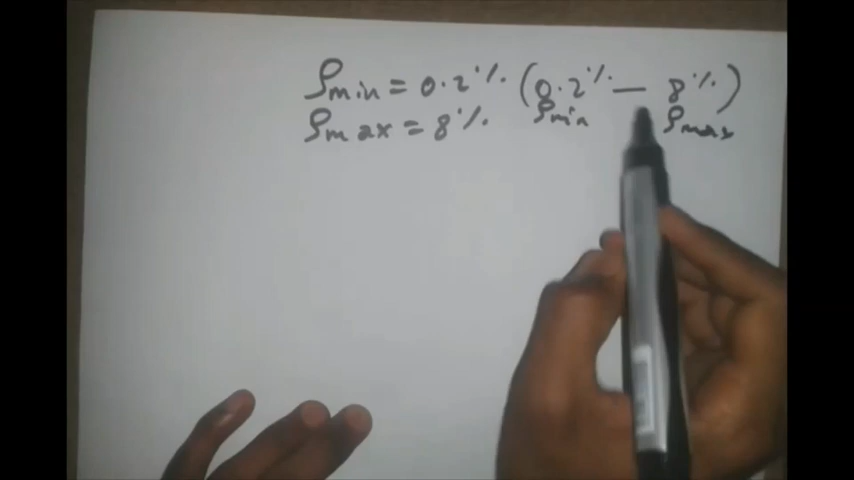 ρmin = 0.2% (0.2% — 8%)
ρmin ρmax
ρmax = 8%